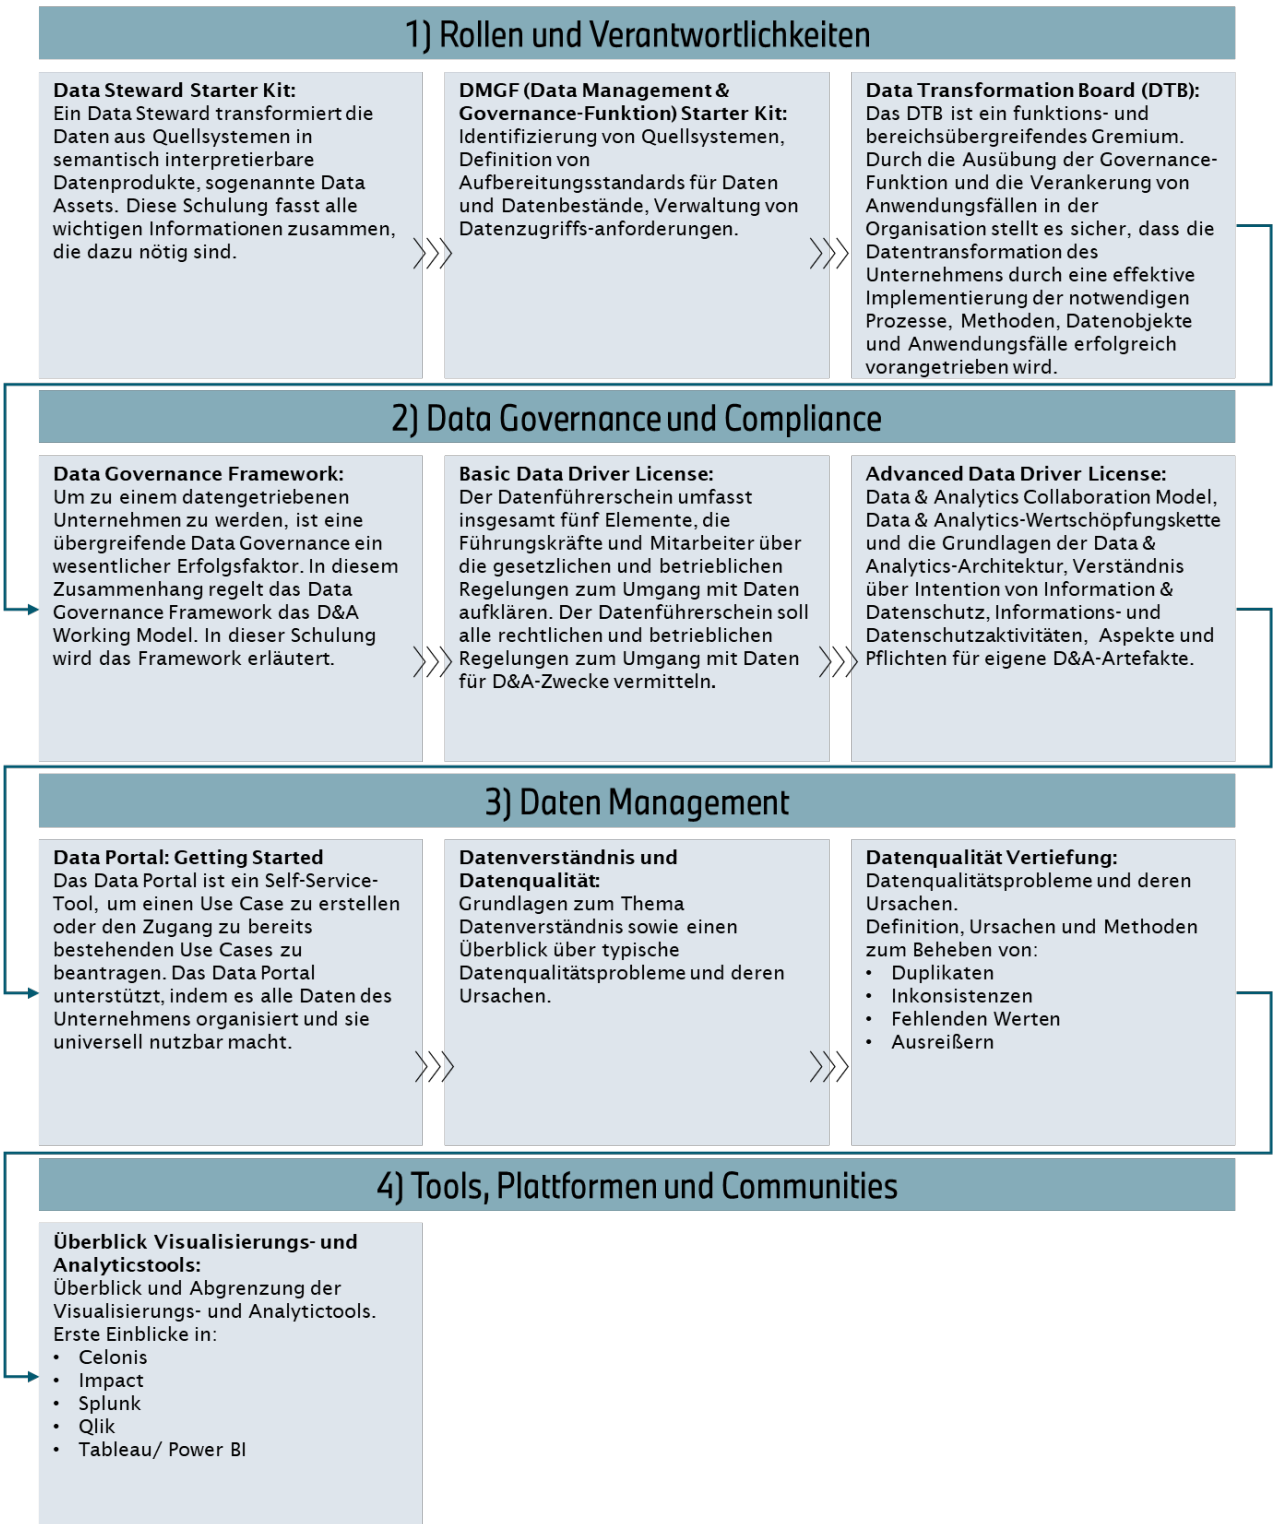 1) Rollen und Verantwortlichkeiten
Data Steward Starter Kit:
Ein Data Steward transformiert die
Daten aus Quellsystemen in
semantisch interpretierbare
Datenprodukte, sogenannte Data
Assets. Diese Schulung fasst alle
wichtigen Informationen zusammen,
die dazu nötig sind.
DMGF (Data Management &
Governance-Funktion) Starter Kit:
Identifizierung von Quellsystemen,
Definition von
Aufbereitungsstandards für Daten
und Datenbestände, Verwaltung von
Datenzugriffs-anforderungen.
Data Transformation Board (DTB):
Das DTB ist ein funktions- und
bereichsübergreifendes Gremium.
Durch die Ausübung der Governance-
Funktion und die Verankerung von
Anwendungsfällen in der
Organisation stellt es sicher, dass die
Datentransformation des
Unternehmens durch eine effektive
Implementierung der notwendigen
Prozesse, Methoden, Datenobjekte
und Anwendungsfälle erfolgreich
vorangetrieben wird.
2) Data Governance und Compliance
Data Governance Framework:
Um zu einem datengetriebenen
Unternehmen zu werden, ist eine
übergreifende Data Governance ein
wesentlicher Erfolgsfaktor. In diesem
Zusammenhang regelt das Data
Governance Framework das D&A
Working Model. In dieser Schulung
wird das Framework erläutert.
Basic Data Driver License:
Der Datenführerschein umfasst
insgesamt fünf Elemente, die
Führungskräfte und Mitarbeiter über
die gesetzlichen und betrieblichen
Regelungen zum Umgang mit Daten
aufklären. Der Datenführerschein soll
alle rechtlichen und betrieblichen
Regelungen zum Umgang mit Daten
für D&A-Zwecke vermitteln.
Advanced Data Driver License:
Data & Analytics Collaboration Model,
Data & Analytics-Wertschöpfungskette
und die Grundlagen der Data &
Analytics-Architektur, Verständnis
über Intention von Information &
Datenschutz, Informations- und
Datenschutzaktivitäten, Aspekte und
Pflichten für eigene D&A-Artefakte.
3) Daten Management
Data Portal: Getting Started
Das Data Portal ist ein Self-Service-
Tool, um einen Use Case zu erstellen
oder den Zugang zu bereits
bestehenden Use Cases zu
beantragen. Das Data Portal
unterstützt, indem es alle Daten des
Unternehmens organisiert und sie
universell nutzbar macht.
Datenverständnis und
Datenqualität:
Grundlagen zum Thema
Datenverständnis sowie einen
Überblick über typische
Datenqualitätsprobleme und deren
Ursachen.
Datenqualität Vertiefung:
Datenqualitätsprobleme und deren
Ursachen.
Definition, Ursachen und Methoden
zum Beheben von:
• Duplikaten
• Inkonsistenzen
• Fehlenden Werten
• Ausreißern
4) Tools, Plattformen und Communities
Überblick Visualisierungs- und
Analyticstools:
Überblick und Abgrenzung der
Visualisierungs- und Analytictools.
Erste Einblicke in:
• Celonis
• Impact
• Splunk
• Qlik
• Tableau/ Power BI